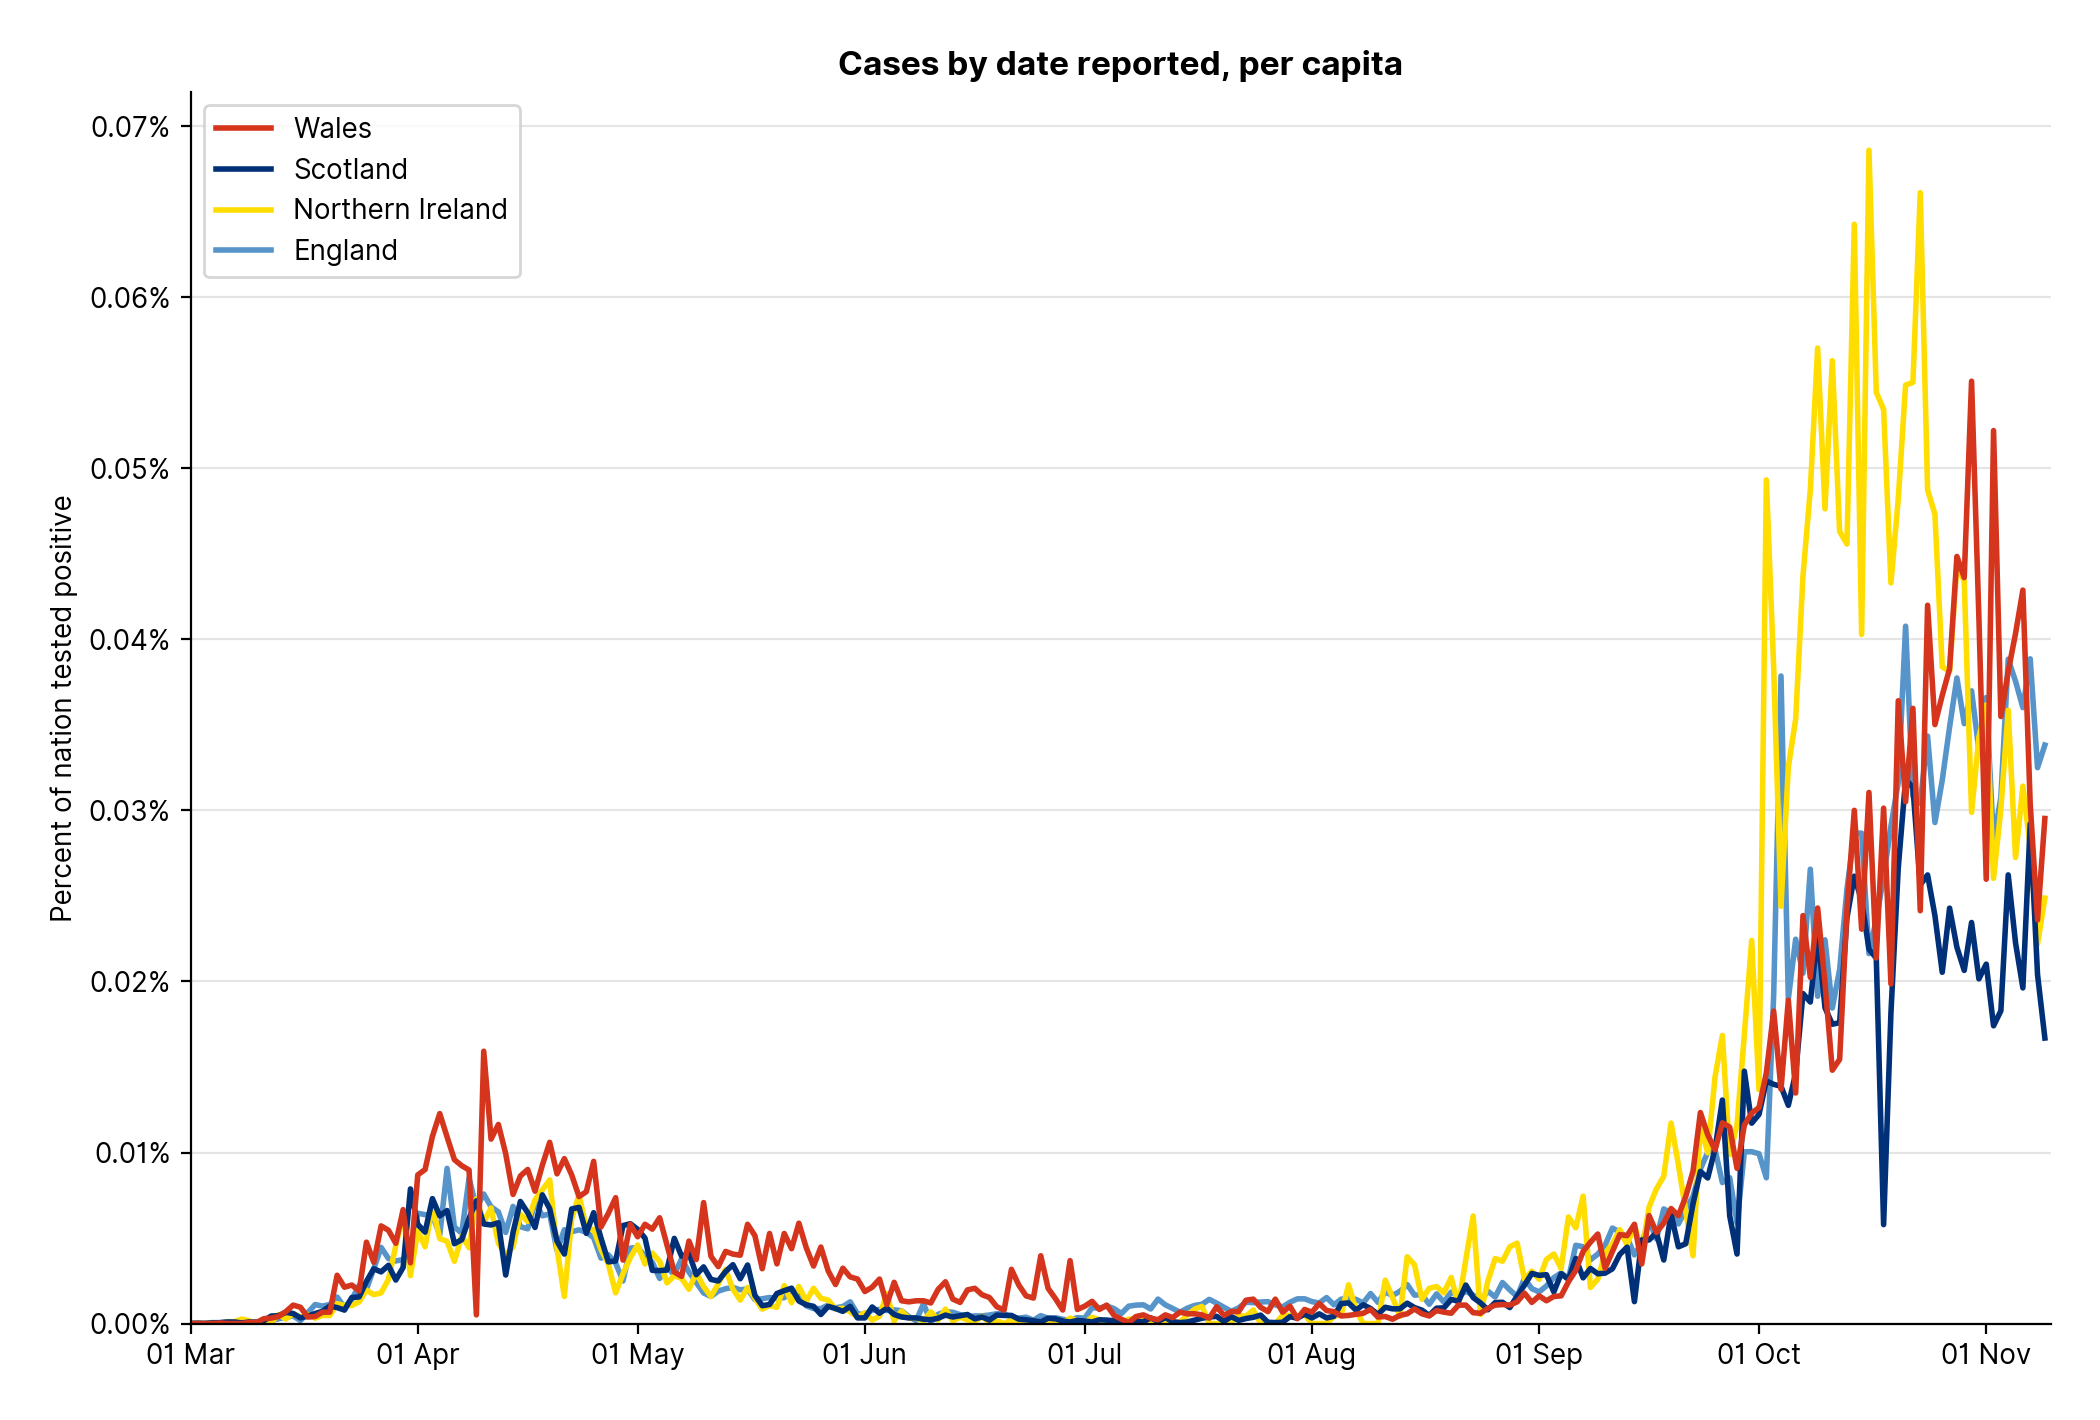 Cases by date reported, per capita
Wales
Scotland
Northern Ireland
England
Percent of nation tested positive
0.07%
0.06%
0.05%
0.04%
0.03%
0.02%
0.01%
0.00%
01 Mar
01 Apr
01 May
01 Jun
01 Jul
01 Aug
01 Sep
01 Oct
01 Nov